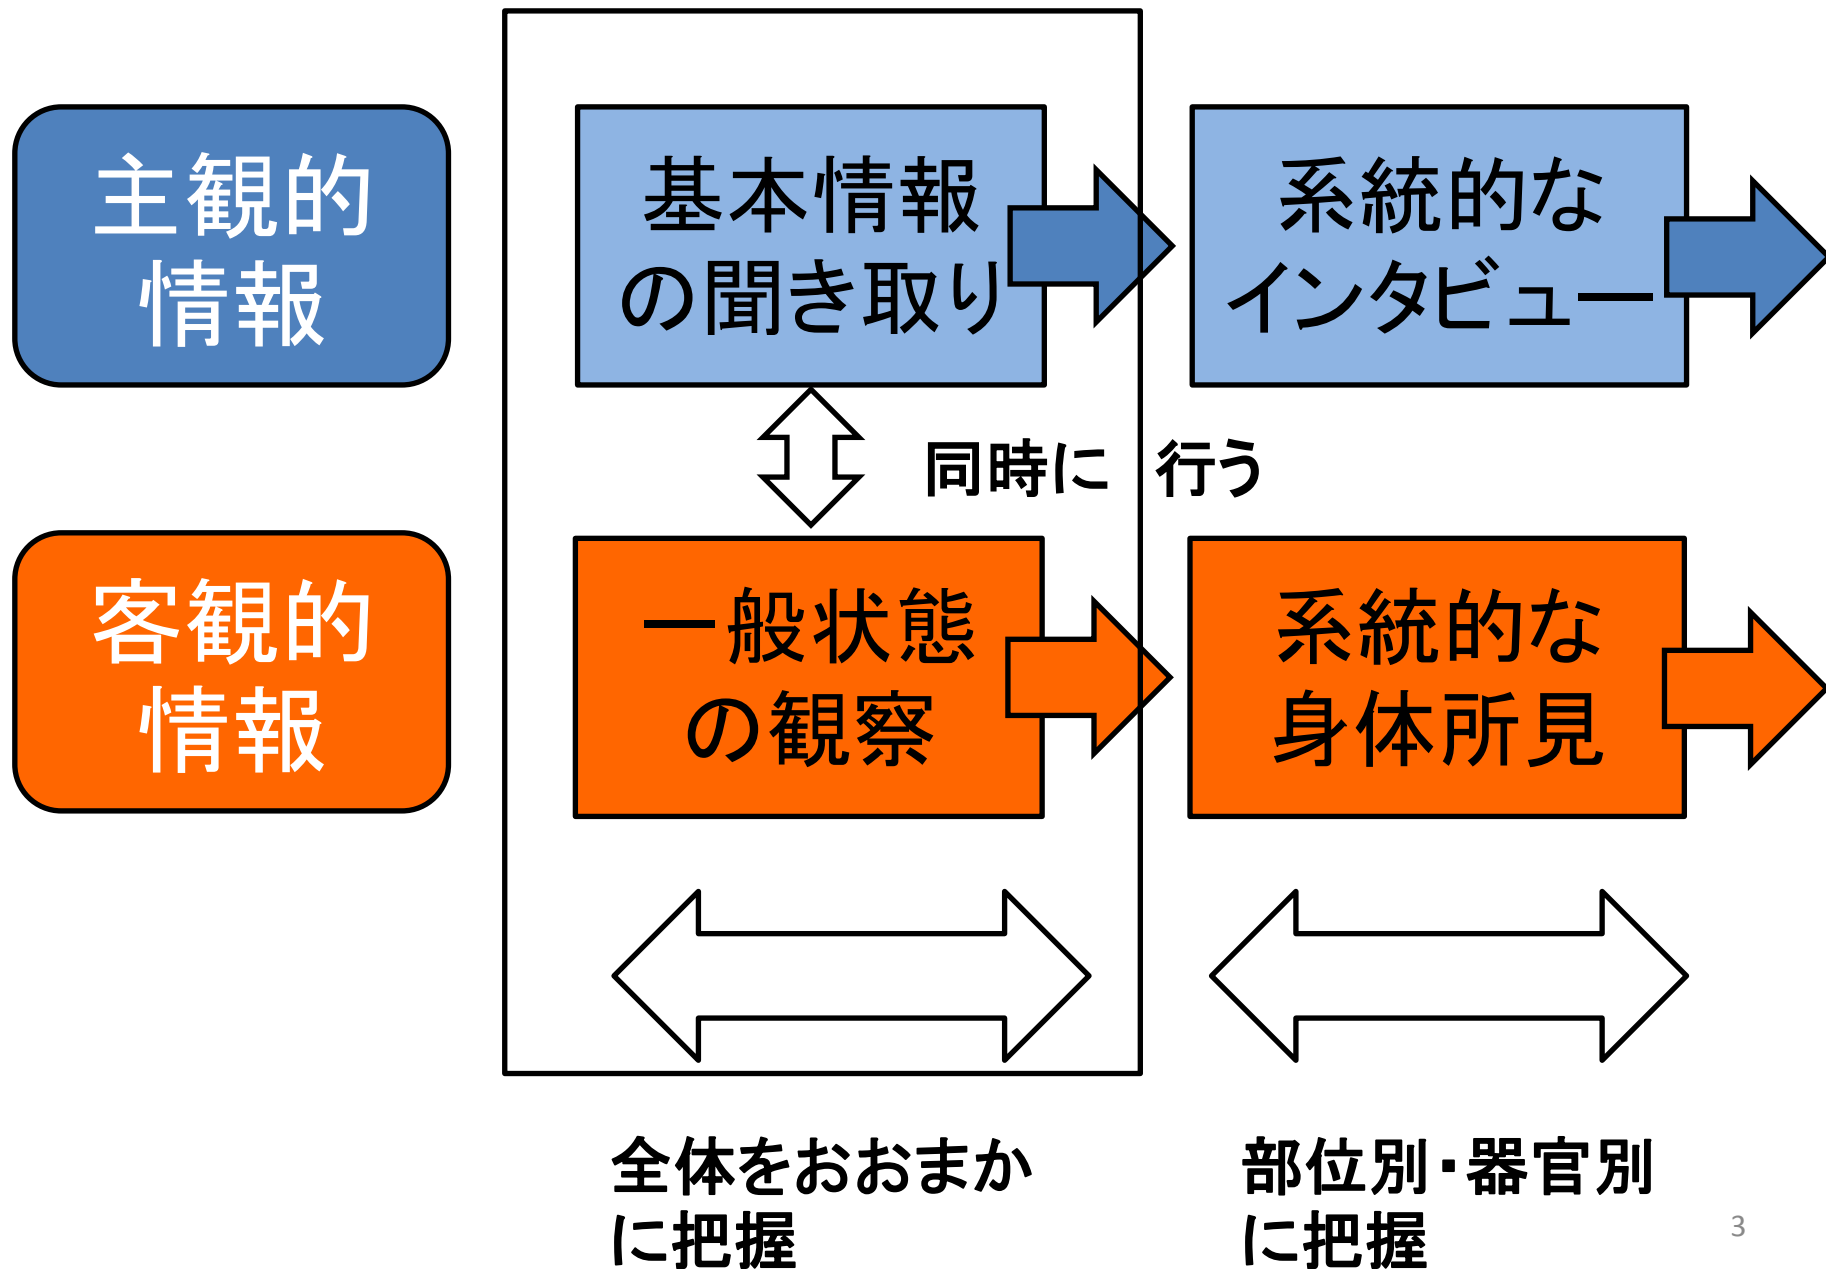 主観的
情報
基本情報
の聞き取り
系統的な
インタビュー
同時に 行う
客観的
情報
一般状態
の観察
系統的な
身体所見
全体をおおまか
に把握
部位別・器官別
に把握
3